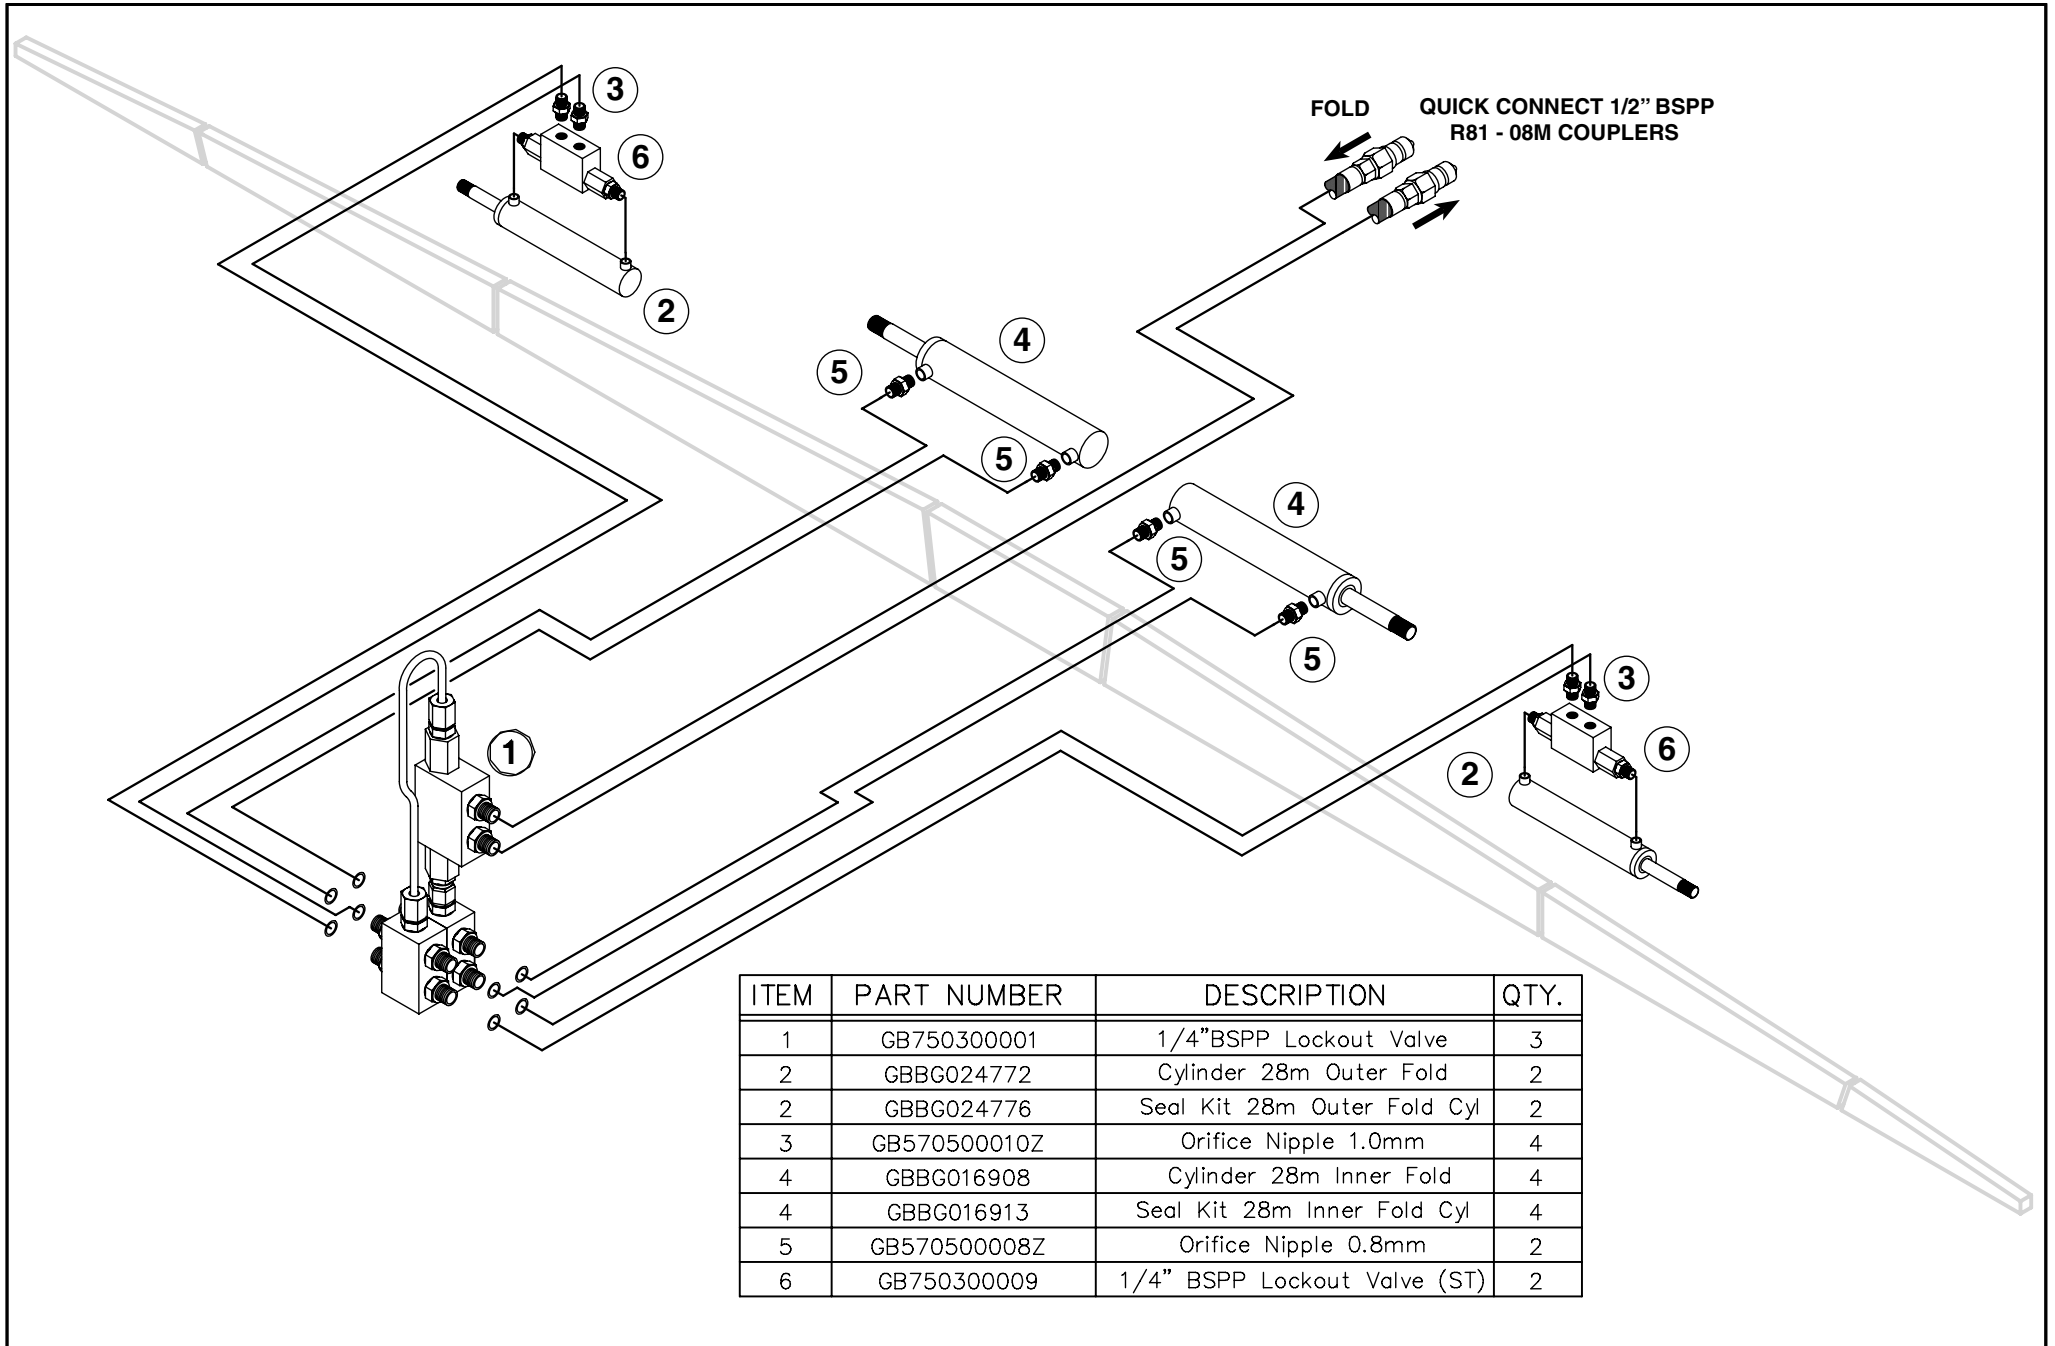 3
FOLD QUICK CONNECT 1/2” BSPP
R81 - 08M COUPLERS
6
2
4
5
5
4
5
5
3
1
6
2
ITEM PART NUMBER DESCRIPTION QTY.
1 GB750300001 1/4”BSPP Lockout Valve 3
2 GBBG024772 Cylinder 28m Outer Fold 2
2 GBBG024776 Seal Kit 28m Outer Fold Cyl 2
3 GB570500010Z Orifice Nipple 1.0mm 4
4 GBBG016908 Cylinder 28m Inner Fold 4
4 GBBG016913 Seal Kit 28m Inner Fold Cyl 4
5 GB570500008Z Orifice Nipple 0.8mm 2
6 GB750300009 1/4” BSPP Lockout Valve (ST) 2